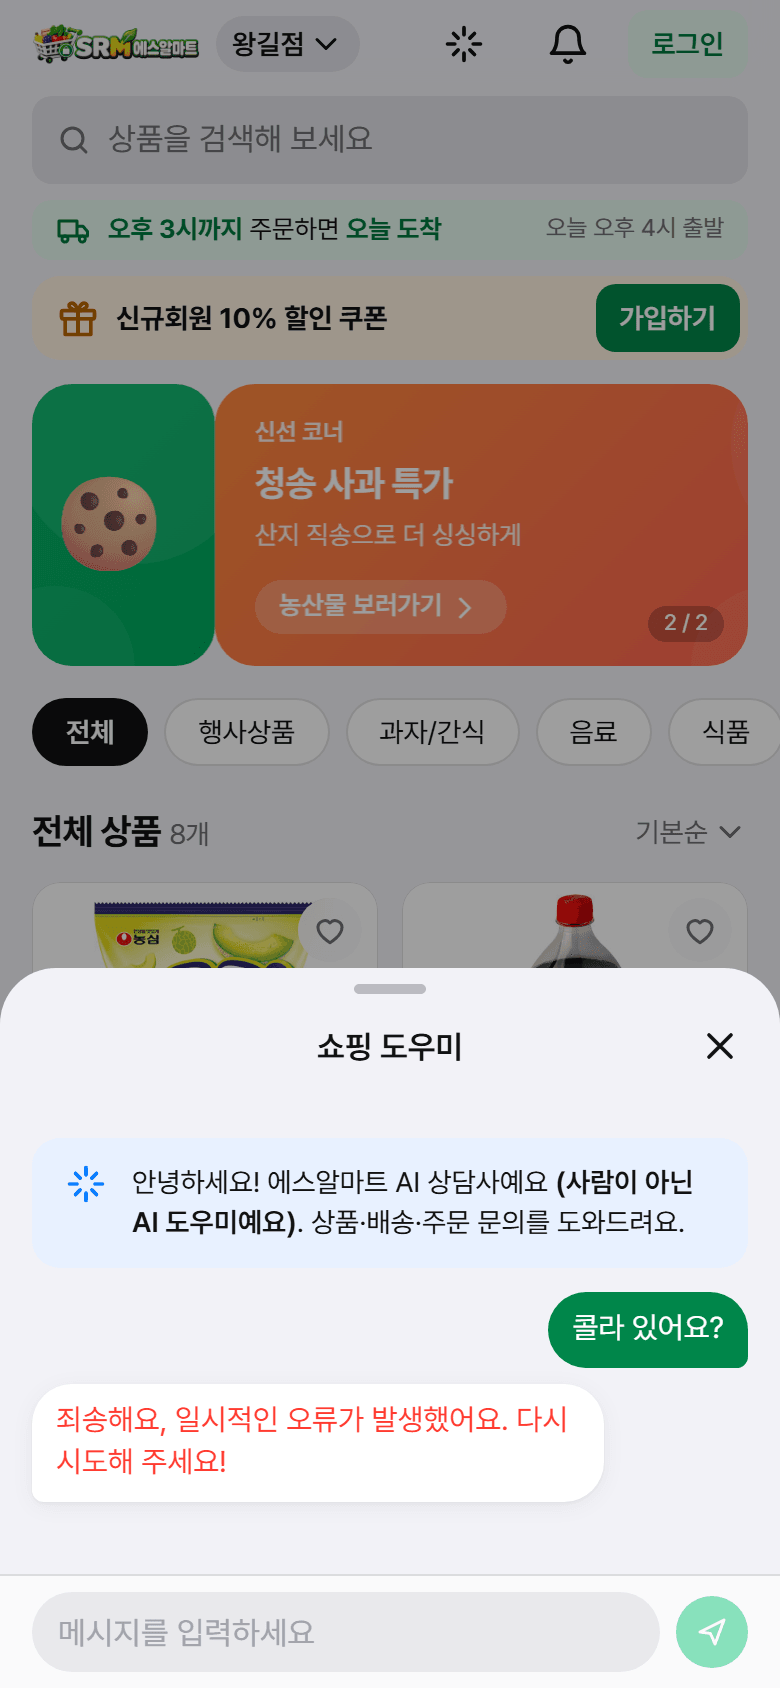 SRM 에스알마트
왕길점
로그인
상품을 검색해 보세요
오후 3시까지 주문하면 오늘 도착
오늘 오후 4시 출발
신규회원 10% 할인 쿠폰
가입하기
신선 코너
청송 사과 특가
산지 직송으로 더 싱싱하게
농산물 보러가기
2 / 2
전체
행사상품
과자/간식
음료
식품
전체 상품 8개
기본순
농심
쇼핑 도우미
안녕하세요! 에스알마트 AI 상담사예요 (사람이 아닌
AI 도우미예요). 상품·배송·주문 문의를 도와드려요.
콜라 있어요?
죄송해요, 일시적인 오류가 발생했어요. 다시
시도해 주세요!
메시지를 입력하세요